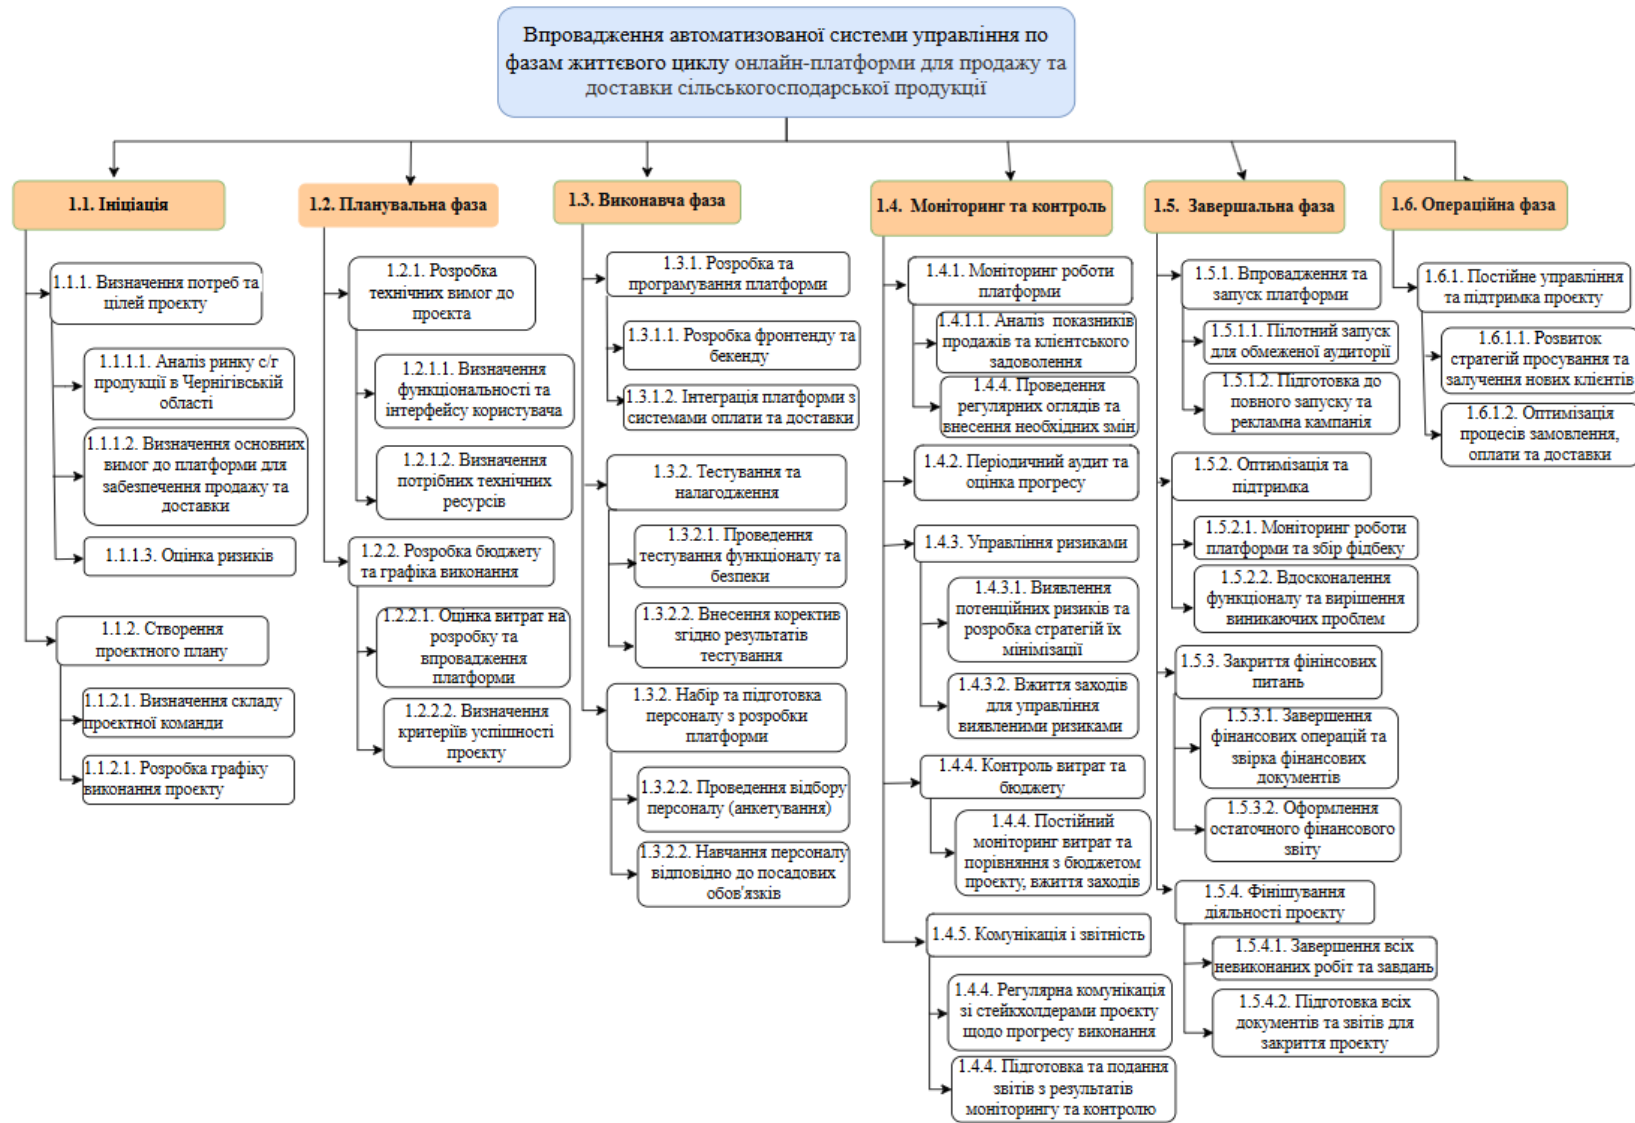 Впровадження автоматизованої системи управління по
фазам життєвого циклу онлайн-платформи для продажу та
доставки сільськогосподарської продукції
1.1. Ініціація
1.1.1. Визначення потреб та
цілей проєкту
1.1.1.1. Аналіз ринку с/г
продукції в Чернігівській
області
1.1.1.2. Визначення основних
вимог до платформи для
забезпечення продажу та
доставки
1.1.1.3. Оцінка ризиків
1.1.2. Створення
проєктного плану
1.1.2.1. Визначення складу
проєктної команди
1.1.2.1. Розробка графіку
виконання проєкту
1.2. Планувальна фаза
1.2.1. Розробка
технічних вимог до
проєкта
1.2.1.1. Визначення
функціональності та
інтерфейсу користувача
1.2.1.2. Визначення
потрібних технічних
ресурсів
1.2.2. Розробка бюджету
та графіка виконання
1.2.2.1. Оцінка витрат на
розробку та
впровадження
платформи
1.2.2.2. Визначення
критеріїв успішності
проєкту
1.3. Виконавча фаза
1.3.1. Розробка та
програмування платформи
1.3.1.1. Розробка фронтенду та
бекенду
1.3.1.2. Інтеграція платформи з
системами оплати та доставки
1.3.2. Тестування та
налагодження
1.3.2.1. Проведення
тестування функціоналу та
безпеки
1.3.2.2. Внесення коректив
згідно результатів
тестування
1.3.2. Набір та підготовка
персоналу з розробки
платформи
1.3.2.2. Проведення відбору
персоналу (анкетування)
1.3.2.2. Навчання персоналу
відповідно до посадових
обов'язків
1.4. Моніторинг та контроль
1.4.1. Моніторинг роботи
платформи
1.4.1.1. Аналіз показників
продажів та клієнтського
задоволення
1.4.4. Проведення
регулярних оглядів та
внесення необхідних змін
1.4.2. Періодичний аудит та
оцінка прогресу
1.4.3. Управління ризиками
1.4.3.1. Виявлення
потенційних ризиків та
розробка стратегій їх
мінімізації
1.4.3.2. Вжиття заходів
для управління
виявленими ризиками
1.4.4. Контроль витрат та
бюджету
1.4.4. Постійний
моніторинг витрат та
порівняння з бюджетом
проєкту, вжиття заходів
1.4.5. Комунікація і звітність
1.4.4. Регулярна комунікація
зі стейкхолдерами проєкту
щодо прогресу виконання
1.4.4. Підготовка та подання
звітів з результатів
моніторингу та контролю
1.5. Завершальна фаза
1.5.1. Впровадження та
запуск платформи
1.5.1.1. Пілотний запуск
для обмеженої аудиторії
1.5.1.2. Підготовка до
повного запуску та
рекламна кампанія
1.5.2. Оптимізація та
підтримка
1.5.2.1. Моніторинг роботи
платформи та збір фідбеку
1.5.2.2. Вдосконалення
функціоналу та вирішення
виникаючих проблем
1.5.3. Закриття фінінсових
питань
1.5.3.1. Завершення
фінансових операцій та
звірка фінансових
документів
1.5.3.2. Оформлення
остаточного фінансового
звіту
1.5.4. Фінішування
діяльності проєкту
1.5.4.1. Завершення всіх
невиконаних робіт та завдань
1.5.4.2. Підготовка всіх
документів та звітів для
закриття проєкту
1.6. Операційна фаза
1.6.1. Постійне управління
та підтримка проєкту
1.6.1.1. Розвиток
стратегій просування та
залучення нових клієнтів
1.6.1.2. Оптимізація
процесів замовлення,
оплати та доставки